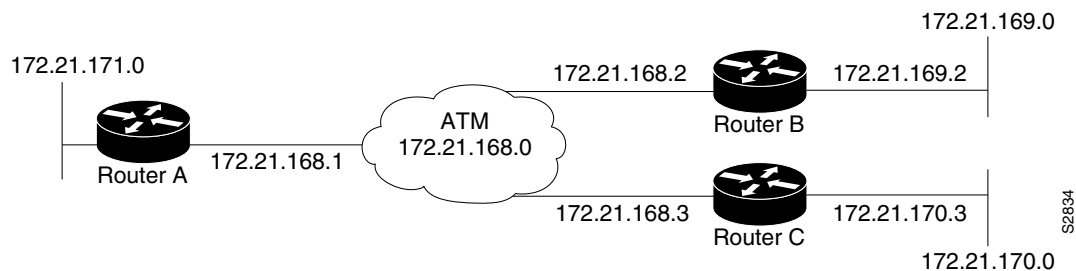 172.21.169.0
172.21.171.0
172.21.168.2
172.21.169.2
ATM
172.21.168.0
Router B
172.21.168.1
Router A
172.21.168.3
172.21.170.3
Router C
172.21.170.0
S2834